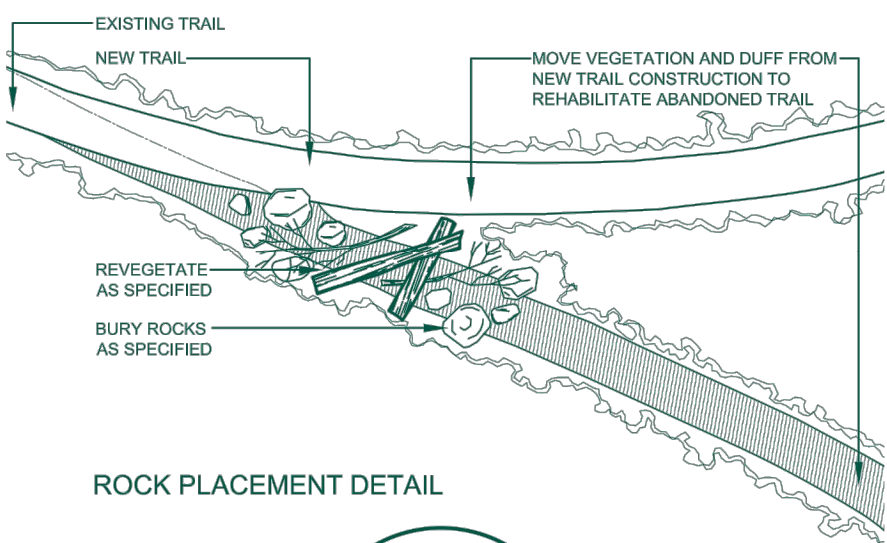 EXISTING TRAIL
NEW TRAIL
MOVE VEGETATION AND DUFF FROM
NEW TRAIL CONSTRUCTION TO
REHABILITATE ABANDONED TRAIL
REVEGETATE
AS SPECIFIED
BURY ROCKS
AS SPECIFIED
ROCK PLACEMENT DETAIL